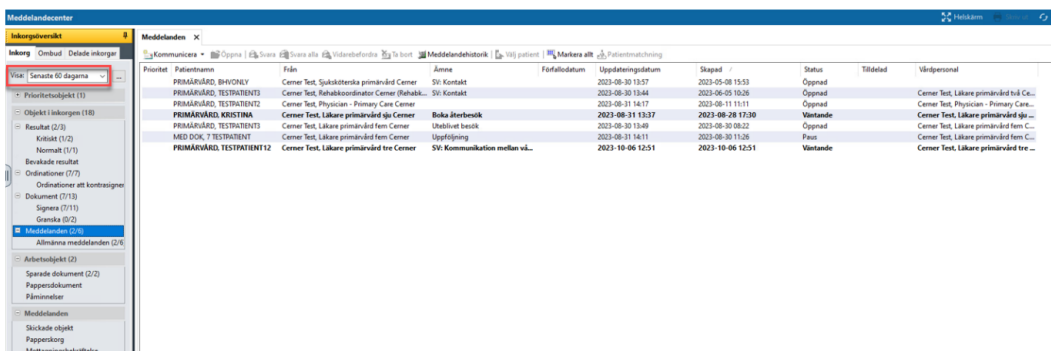 Meddelandecenter
Helskärm
Inkorgsöversikt
Inkorg Ombud Delade inkorgar
Visa: Senaste 60 dagarna ...
Prioritetsobjekt (1)
Objekt i inkorgen (18)
Resultat (2/3)
Kritiskt (1/2)
Normalt (1/1)
Bevakade resultat
Ordinationer (7/7)
Ordinationer att kontrasigner
Dokument (7/13)
Signera (7/11)
Granska (0/2)
Meddelanden (2/6)
Allmänna meddelanden (2/6
Arbetsobjekt (2)
Sparade dokument (2/2)
Pappersdokument
Påminnelser
Meddelanden
Skickade objekt
Papperskorg
Meddelanden X
Kommunicera Öppna Svara Svara alla Vidarebefordra Ta bort Meddelandehistorik Välj patient Markera allt Patientmatchning
Prioritet Patientnamn Från Ämne Förfallodatum Uppdateringsdatum Skapad Status Tilldelad Vårdpersonal
PRIMÄRVÅRD, BHVONLY Cerner Test, Sjuksköterska primärvård Cerner SV: Kontakt 2023-08-30 13:57 2023-05-08 15:53 Öppnad
PRIMÄRVÅRD, TESTPATIENT3 Cerner Test, Rehabkoordinator Cerner (Rehabk... SV: Kontakt 2023-08-30 13:44 2023-06-05 10:26 Öppnad Cerner Test, Läkare primärvård två Ce...
PRIMÄRVÅRD, TESTPATIENT2 Cerner Test, Physician - Primary Care Cerner 2023-08-31 14:17 2023-08-11 11:11 Öppnad Cerner Test, Physician - Primary Care...
PRIMÄRVÅRD, KRISTINA Cerner Test, Läkare primärvård sju Cerner Boka återbesök 2023-08-31 13:37 2023-08-28 17:30 Väntande Cerner Test, Läkare primärvård sju ...
PRIMÄRVÅRD, TESTPATIENT3 Cerner Test, Läkare primärvård fem Cerner Uteblivet besök 2023-08-30 13:49 2023-08-30 08:22 Öppnad Cerner Test, Läkare primärvård fem C...
MED DOK, 7 TESTPATIENT Cerner Test, Läkare primärvård fem Cerner Uppföljning 2023-08-31 14:11 2023-08-30 11:26 Paus Cerner Test, Läkare primärvård fem C...
PRIMÄRVÅRD, TESTPATIENT12 Cerner Test, Läkare primärvård tre Cerner SV: Kommunikation mellan vå... 2023-10-06 12:51 2023-10-06 12:51 Väntande Cerner Test, Läkare primärvård tre ...